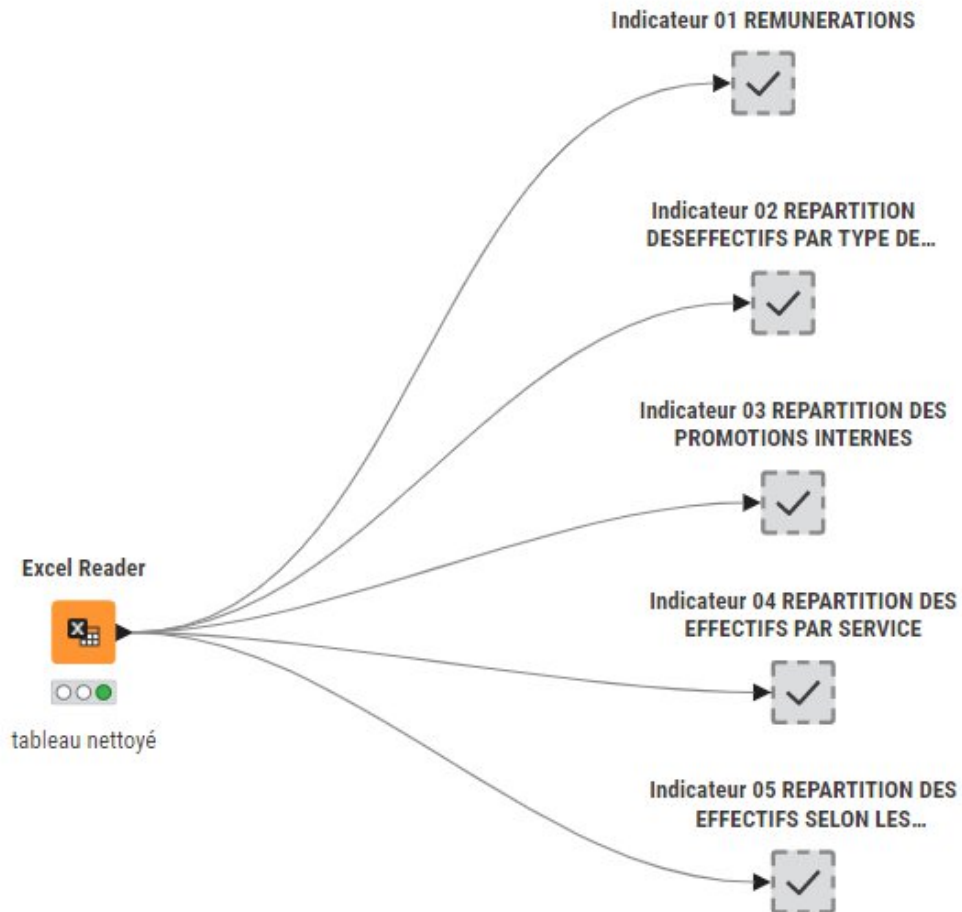 Indicateur 01 REMUNERATIONS
Indicateur 02 REPARTITION
DESEFFECTIFS PAR TYPE DE…
Indicateur 03 REPARTITION DES
PROMOTIONS INTERNES
Excel Reader
Indicateur 04 REPARTITION DES
EFFECTIFS PAR SERVICE
tableau nettoyé
Indicateur 05 REPARTITION DES
EFFECTIFS SELON LES…